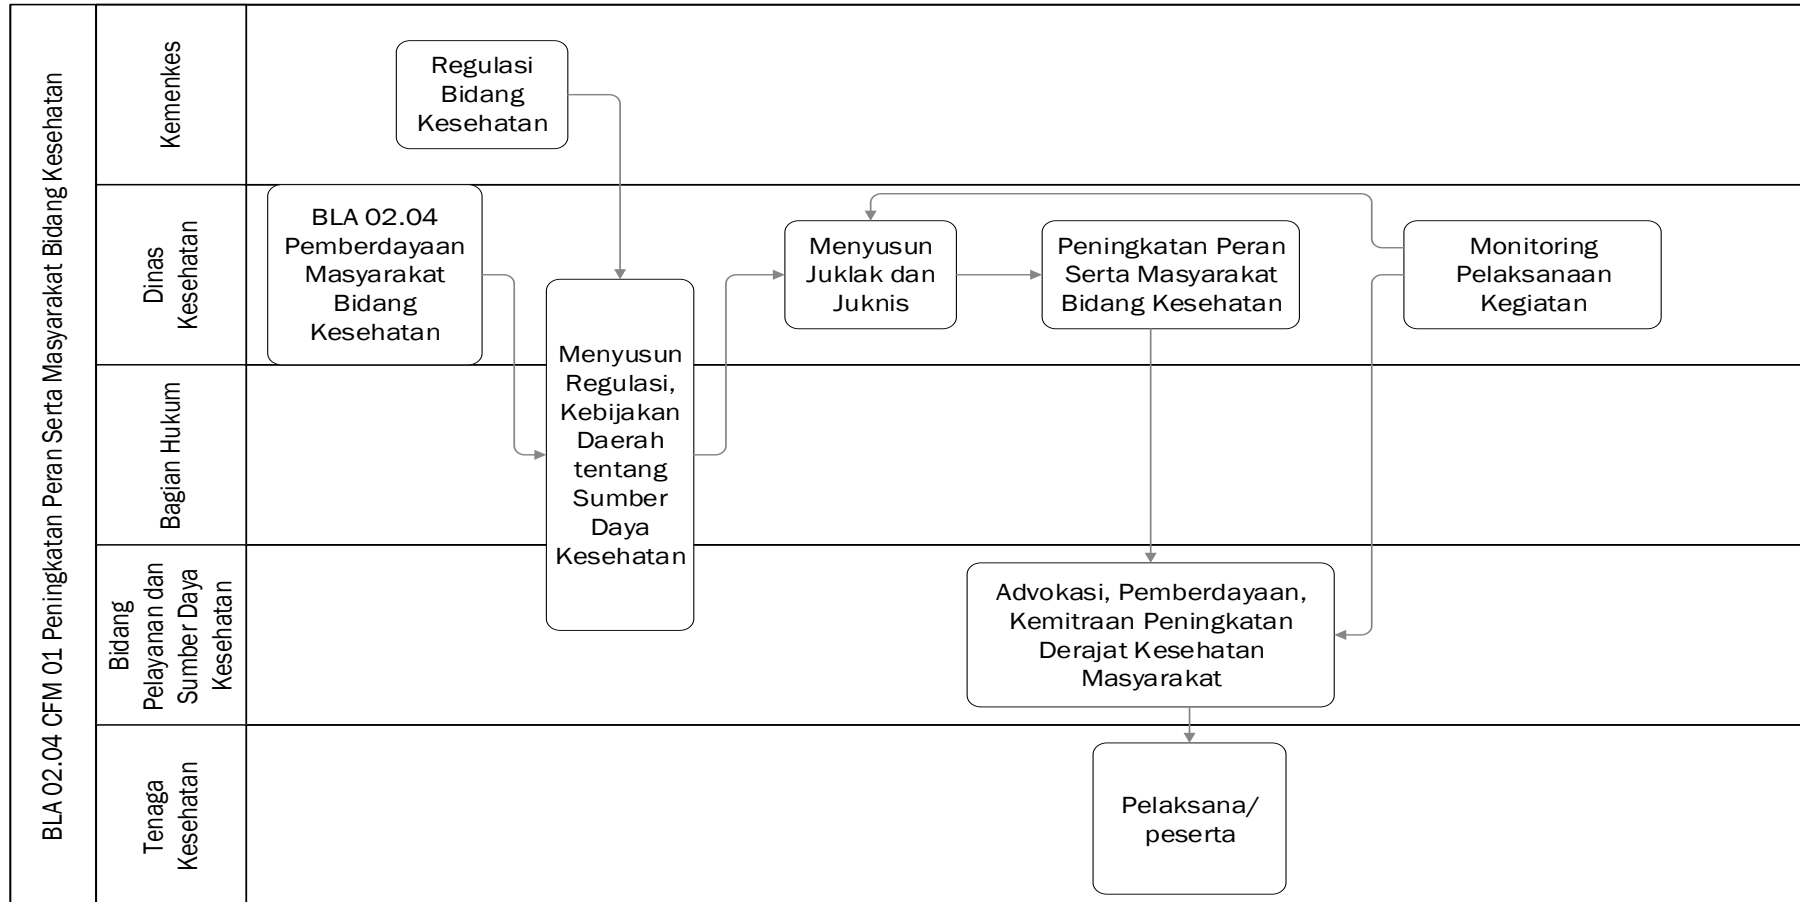 BLA 02.04 CFM 01 Peningkatan Peran Serta Masyarakat Bidang Kesehatan
Kemenkes
Regulasi
Bidang
Kesehatan
Dinas
Kesehatan
BLA 02.04
Pemberdayaan
Masyarakat
Bidang
Kesehatan
Menyusun
Regulasi,
Kebijakan
Daerah
tentang
Sumber
Daya
Kesehatan
Menyusun
Juklak dan
Juknis
Peningkatan Peran
Serta Masyarakat
Bidang Kesehatan
Monitoring
Pelaksanaan
Kegiatan
Bagian Hukum
Bidang
Pelayanan dan
Sumber Daya
Kesehatan
Advokasi, Pemberdayaan,
Kemitraan Peningkatan
Derajat Kesehatan
Masyarakat
Tenaga
Kesehatan
Pelaksana/
peserta